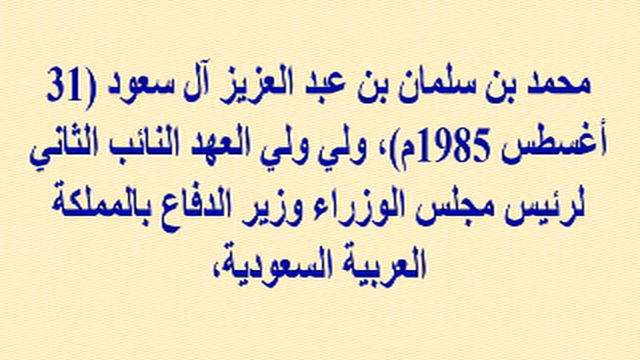 محمد بن سلمان بن عبد العزيز آل سعود (31
أغسطس 1985م)، ولي ولي العهد النائب الثاني
لرئيس مجلس الوزراء وزير الدفاع بالمملكة
العربية السعودية،